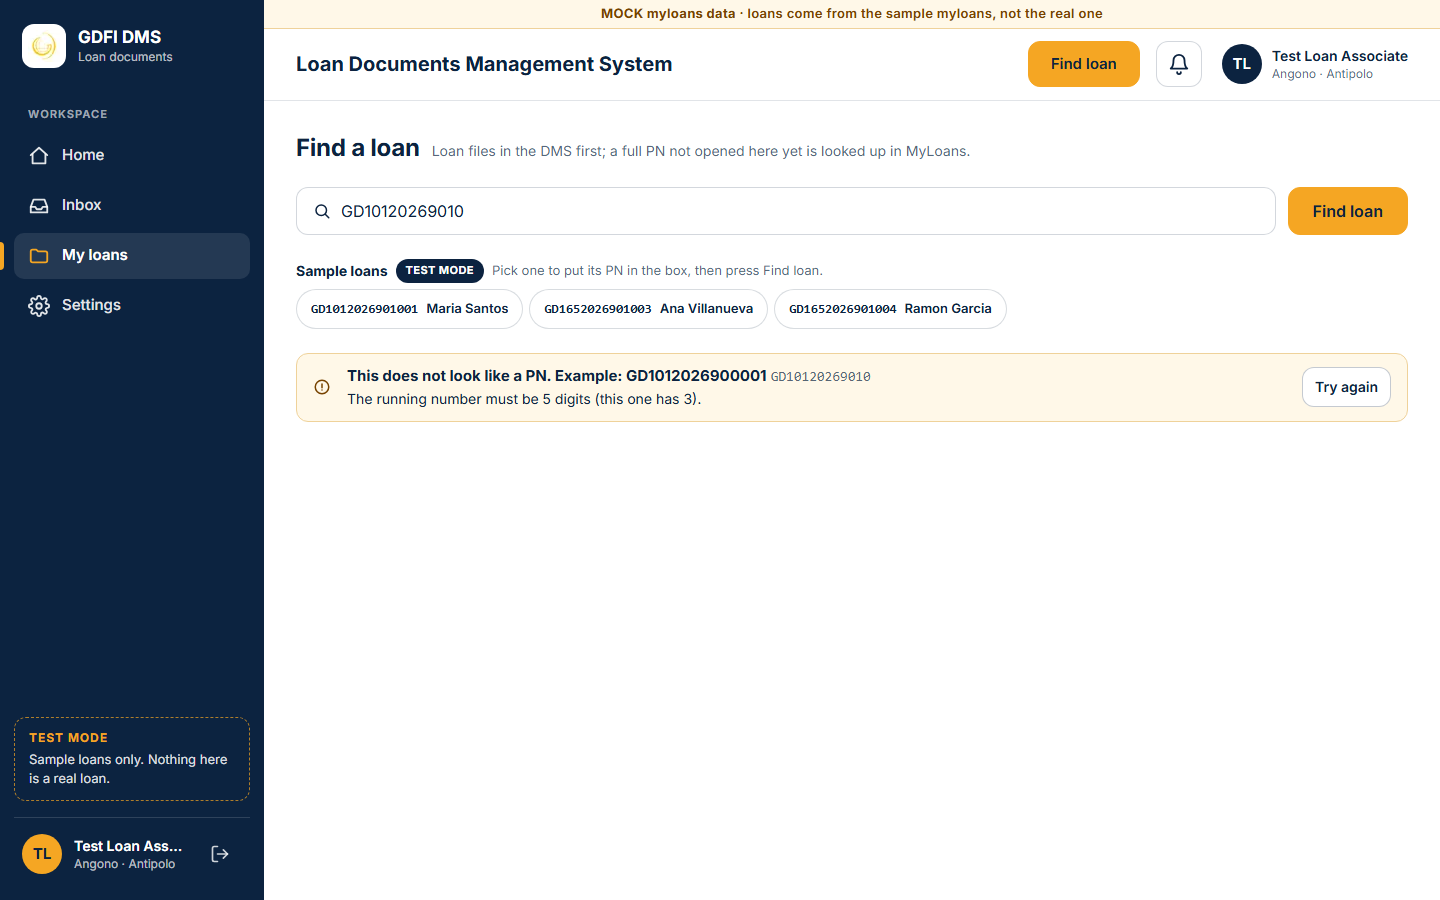 MOCK myloans data · loans come from the sample myloans, not the real one
GDFI DMS
Loan documents
WORKSPACE
Home
Inbox
My loans
Settings
TEST MODE
Sample loans only. Nothing here
is a real loan.
TL
Test Loan Ass...
Angono · Antipolo
Loan Documents Management System
Find loan
TL
Test Loan Associate
Angono · Antipolo
Find a loan Loan files in the DMS first; a full PN not opened here yet is looked up in MyLoans.
GD10120269010
Find loan
Sample loans TEST MODE Pick one to put its PN in the box, then press Find loan.
GD1012026901001 Maria Santos GD1652026901003 Ana Villanueva GD1652026901004 Ramon Garcia
This does not look like a PN. Example: GD1012026900001 GD10120269010
The running number must be 5 digits (this one has 3).
Try again